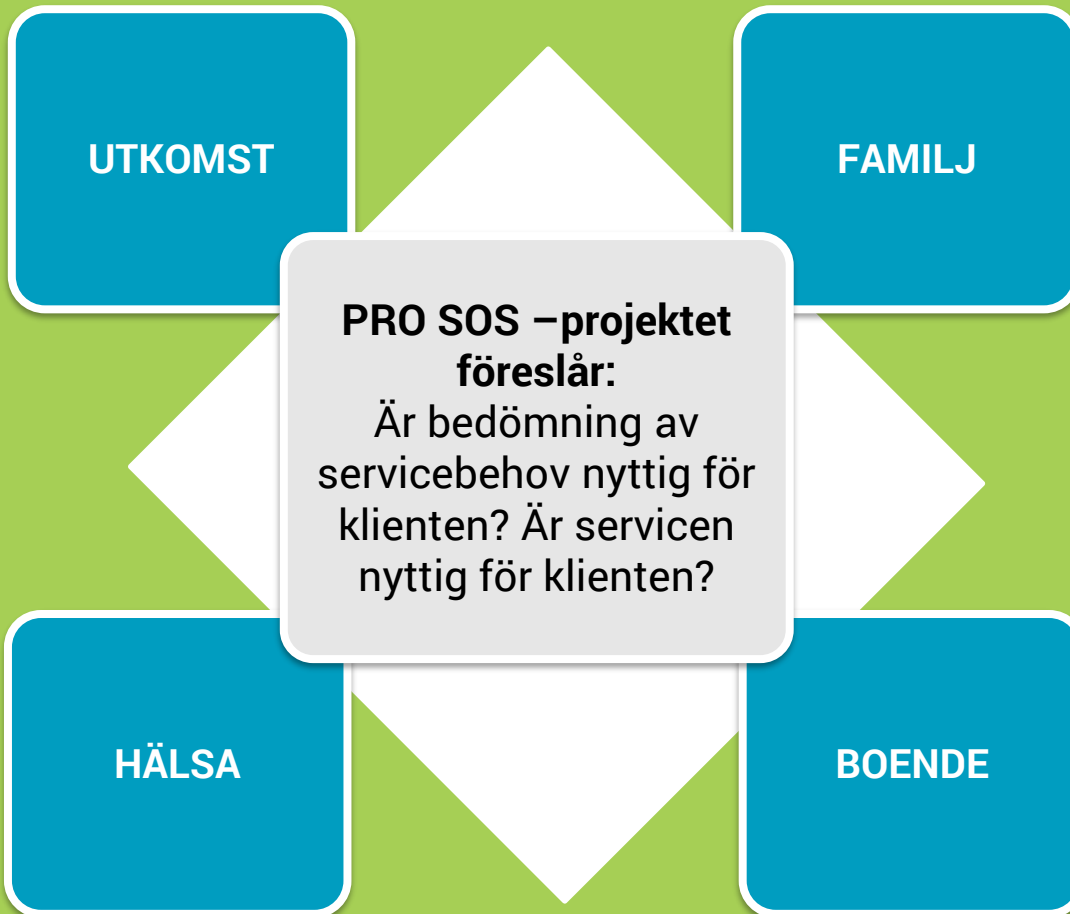 UTKOMST
FAMILJ
PRO SOS –projektet
föreslår:
Är bedömning av
servicebehov nyttig för
klienten? Är servicen
nyttig för klienten?
HÄLSA
BOENDE